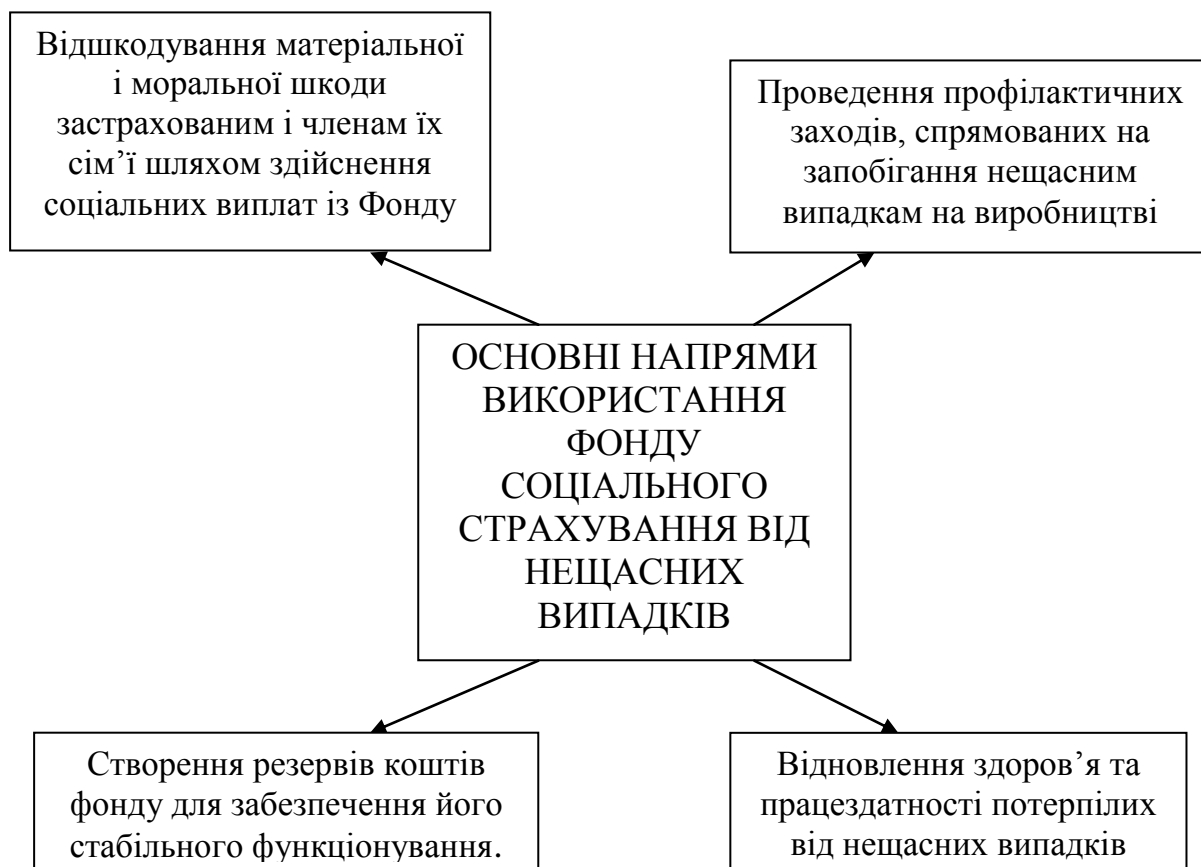 Відшкодування матеріальної
і моральної шкоди
застрахованим і членам їх
сім’ї шляхом здійснення
соціальних виплат із Фонду
Проведення профілактичних
заходів, спрямованих на
запобігання нещасним
випадкам на виробництві
ОСНОВНІ НАПРЯМИ
ВИКОРИСТАННЯ
ФОНДУ
СОЦІАЛЬНОГО
СТРАХУВАННЯ ВІД
НЕЩАСНИХ
ВИПАДКІВ
Створення резервів коштів
фонду для забезпечення його
стабільного функціонування.
Відновлення здоров’я та
працездатності потерпілих
від нещасних випадків